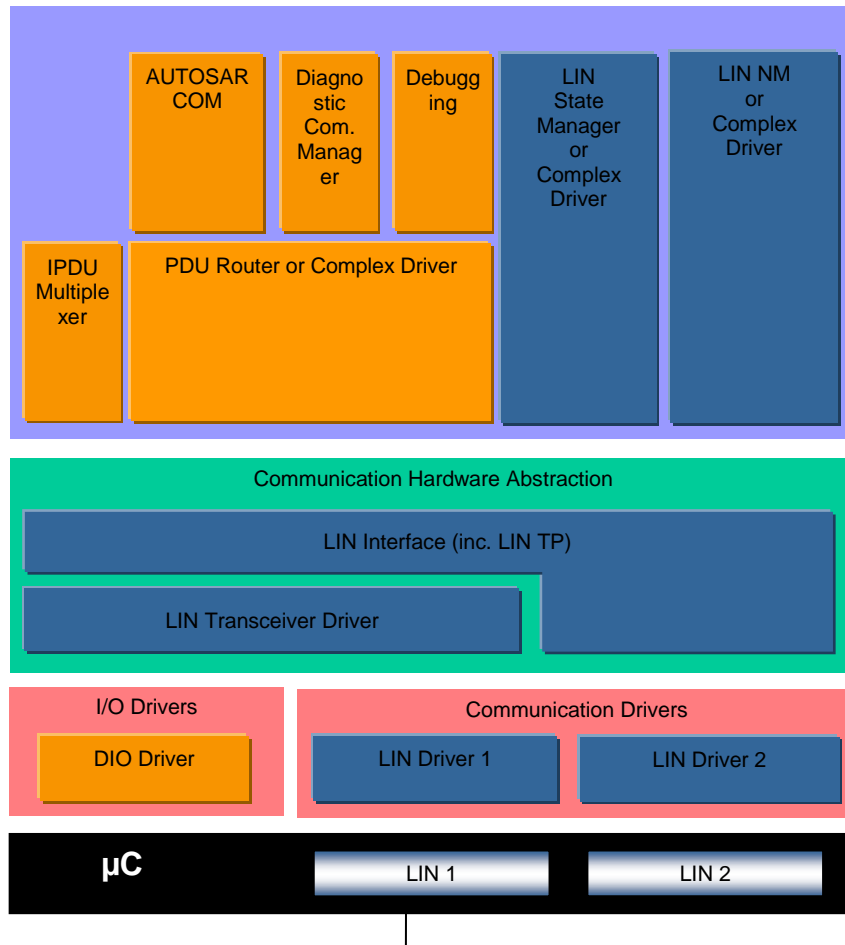 AUTOSAR
COM
Diagno
stic
Com.
Manag
er
Debugg
ing
LIN
State
Manager
or
Complex
Driver
LIN NM
or
Complex
Driver
IPDU
Multiple
xer
PDU Router or Complex Driver
Communication Hardware Abstraction
LIN Interface (inc. LIN TP)
LIN Transceiver Driver
I/O Drivers
DIO Driver
Communication Drivers
LIN Driver 1
LIN Driver 2
µC
LIN 1
LIN 2